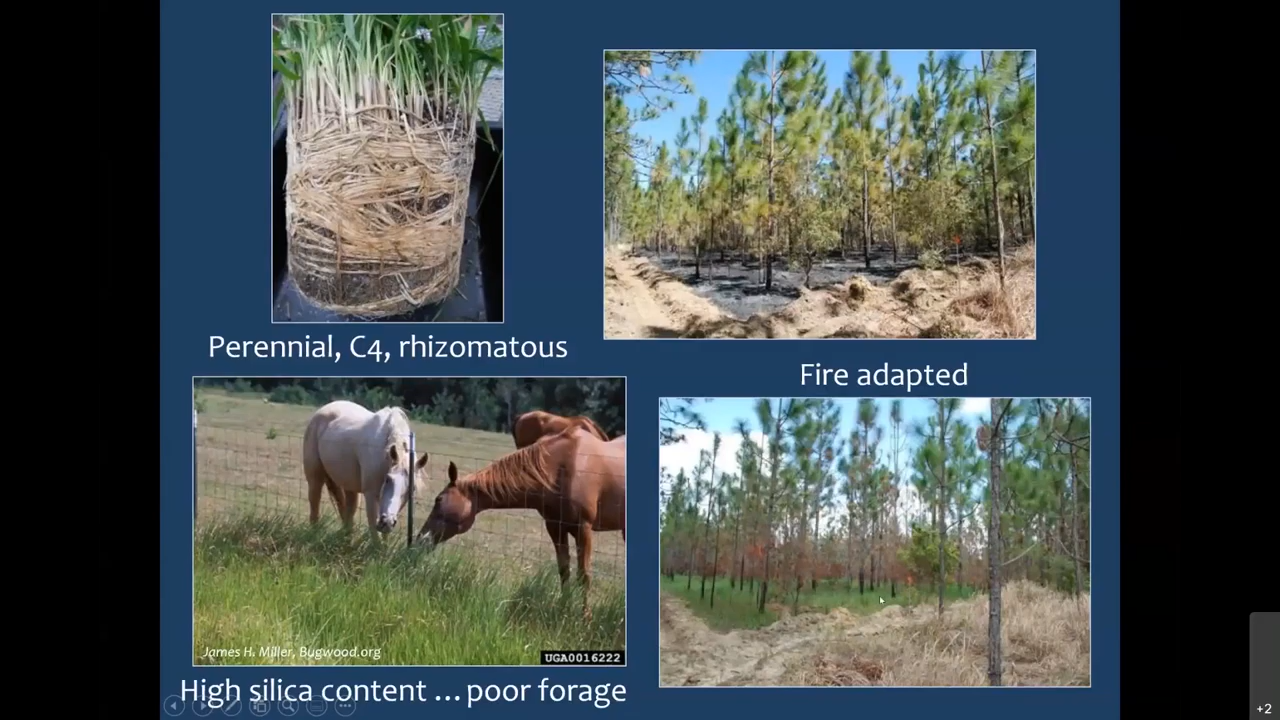 Perennial, C4, rhizomatous
Fire adapted
James H. Miller, Bugwood.org
UGA0016222
High silica content ... poor forage
+2